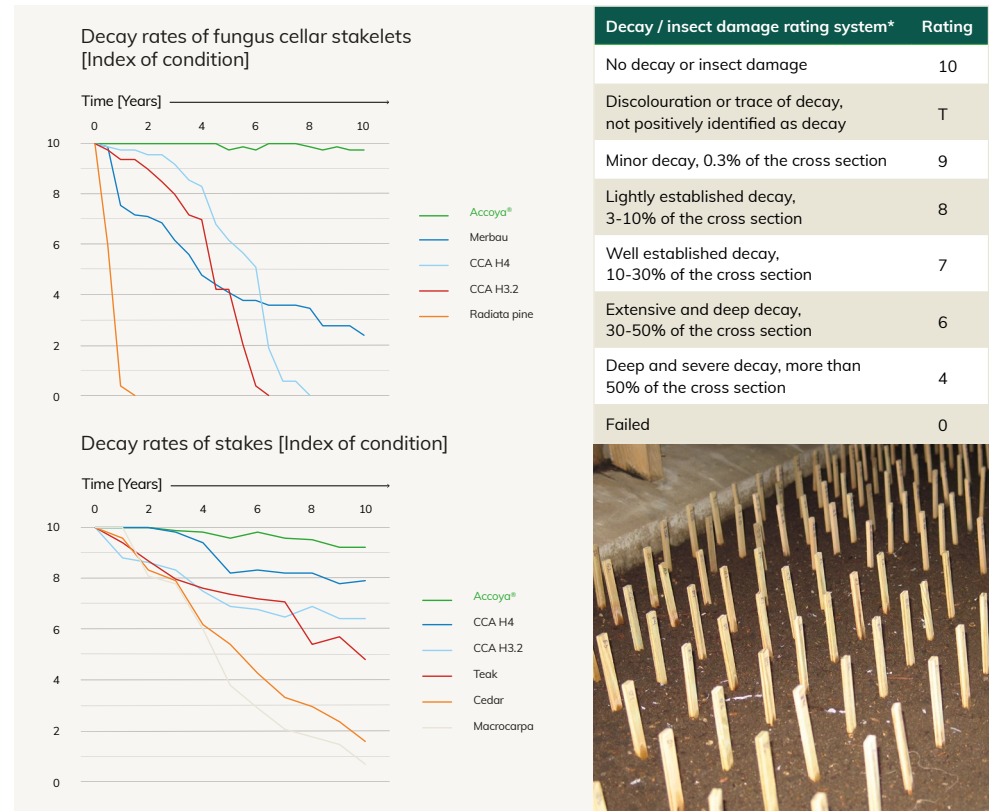 Decay rates of fungus cellar stakelets
[Index of condition]
Time [Years]
0 2 4 6 8 10
10
8
6
4
2
0
Accoya®
Merbau
CCA H4
CCA H3.2
Radiata pine
Decay rates of stakes [Index of condition]
Time [Years]
0 2 4 6 8 10
10
8
6
4
2
0
Accoya®
CCA H4
CCA H3.2
Teak
Cedar
Macrocarpa
Decay / insect damage rating system* Rating
No decay or insect damage 10
Discolouration or trace of decay,
not positively identified as decay T
Minor decay, 0.3% of the cross section 9
Lightly established decay,
3-10% of the cross section 8
Well established decay,
10-30% of the cross section 7
Extensive and deep decay,
30-50% of the cross section 6
Deep and severe decay, more than
50% of the cross section 4
Failed 0